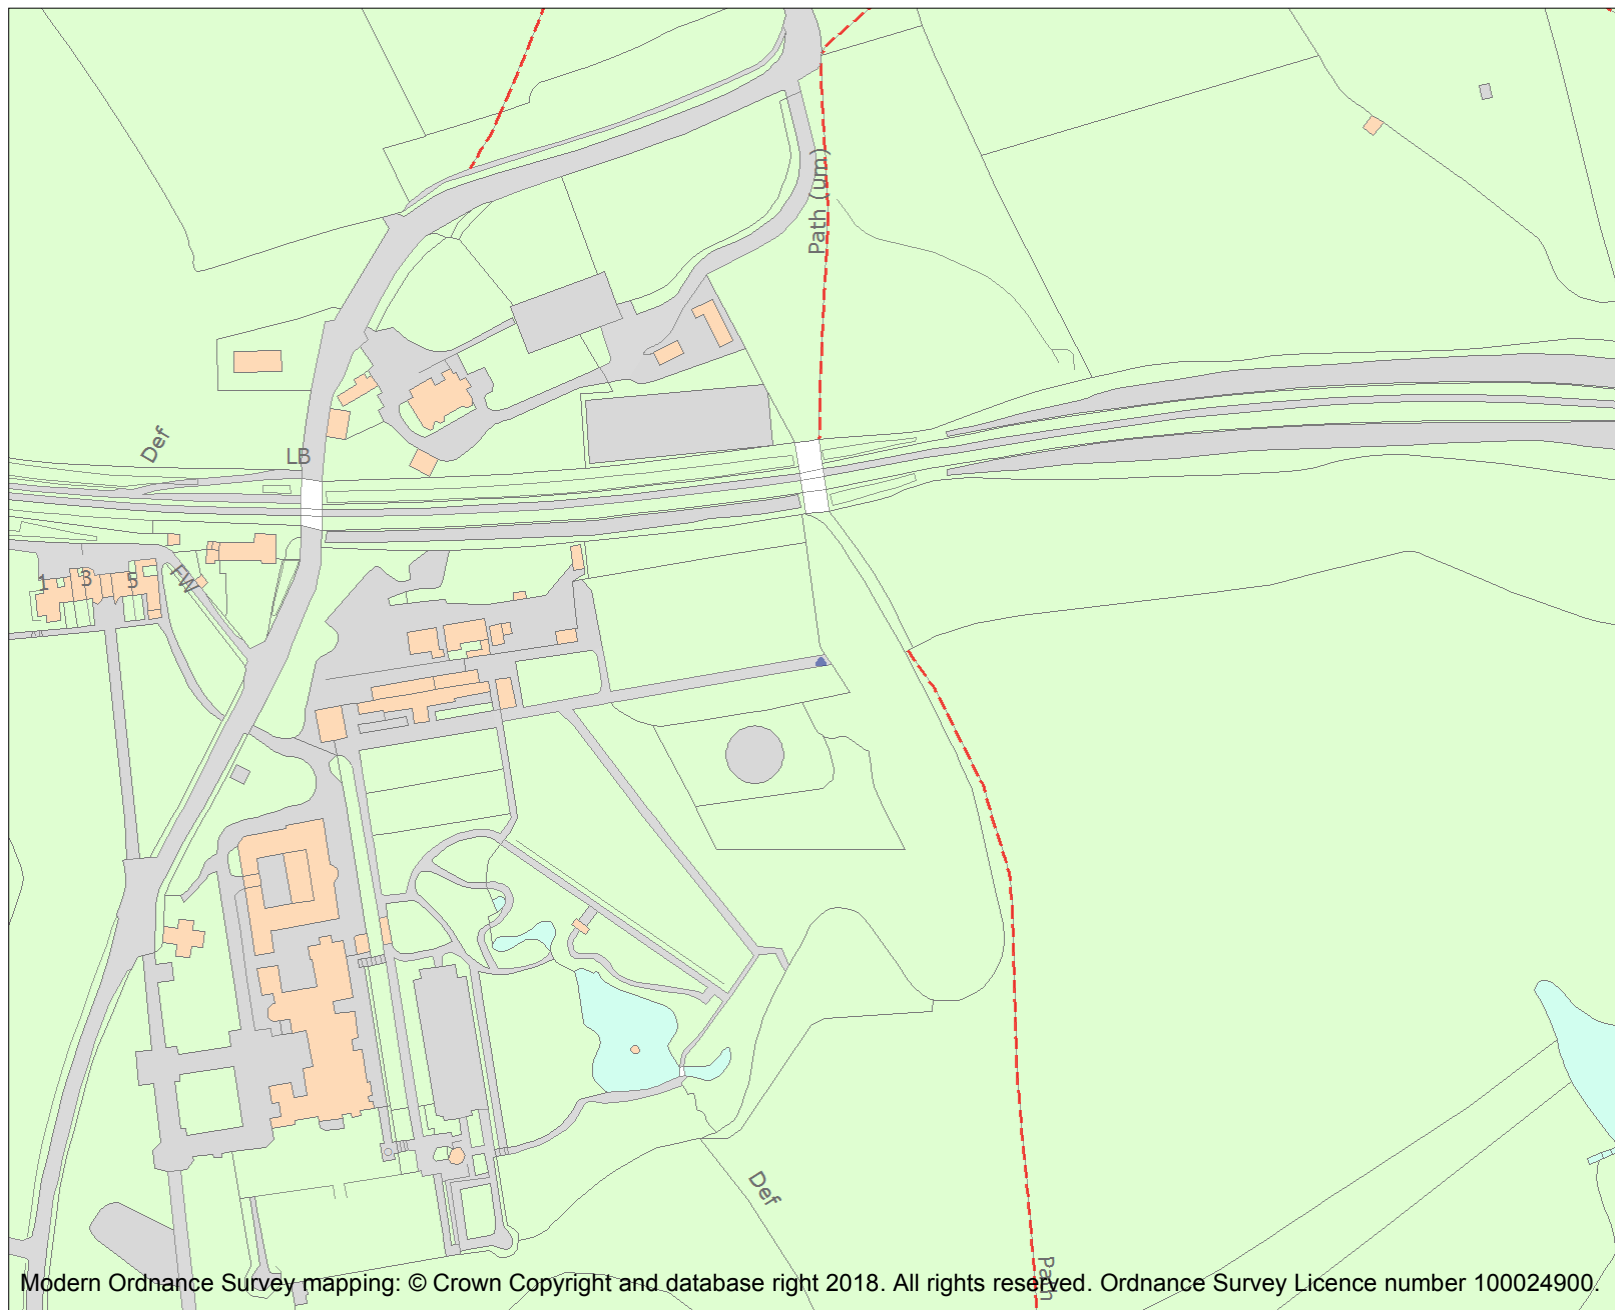 Path (um)
Def
LB
1
3
5
FW
Def
Path
Modern Ordnance Survey mapping: © Crown Copyright and database right 2018. All rights reserved. Ordnance Survey Licence number 100024900.